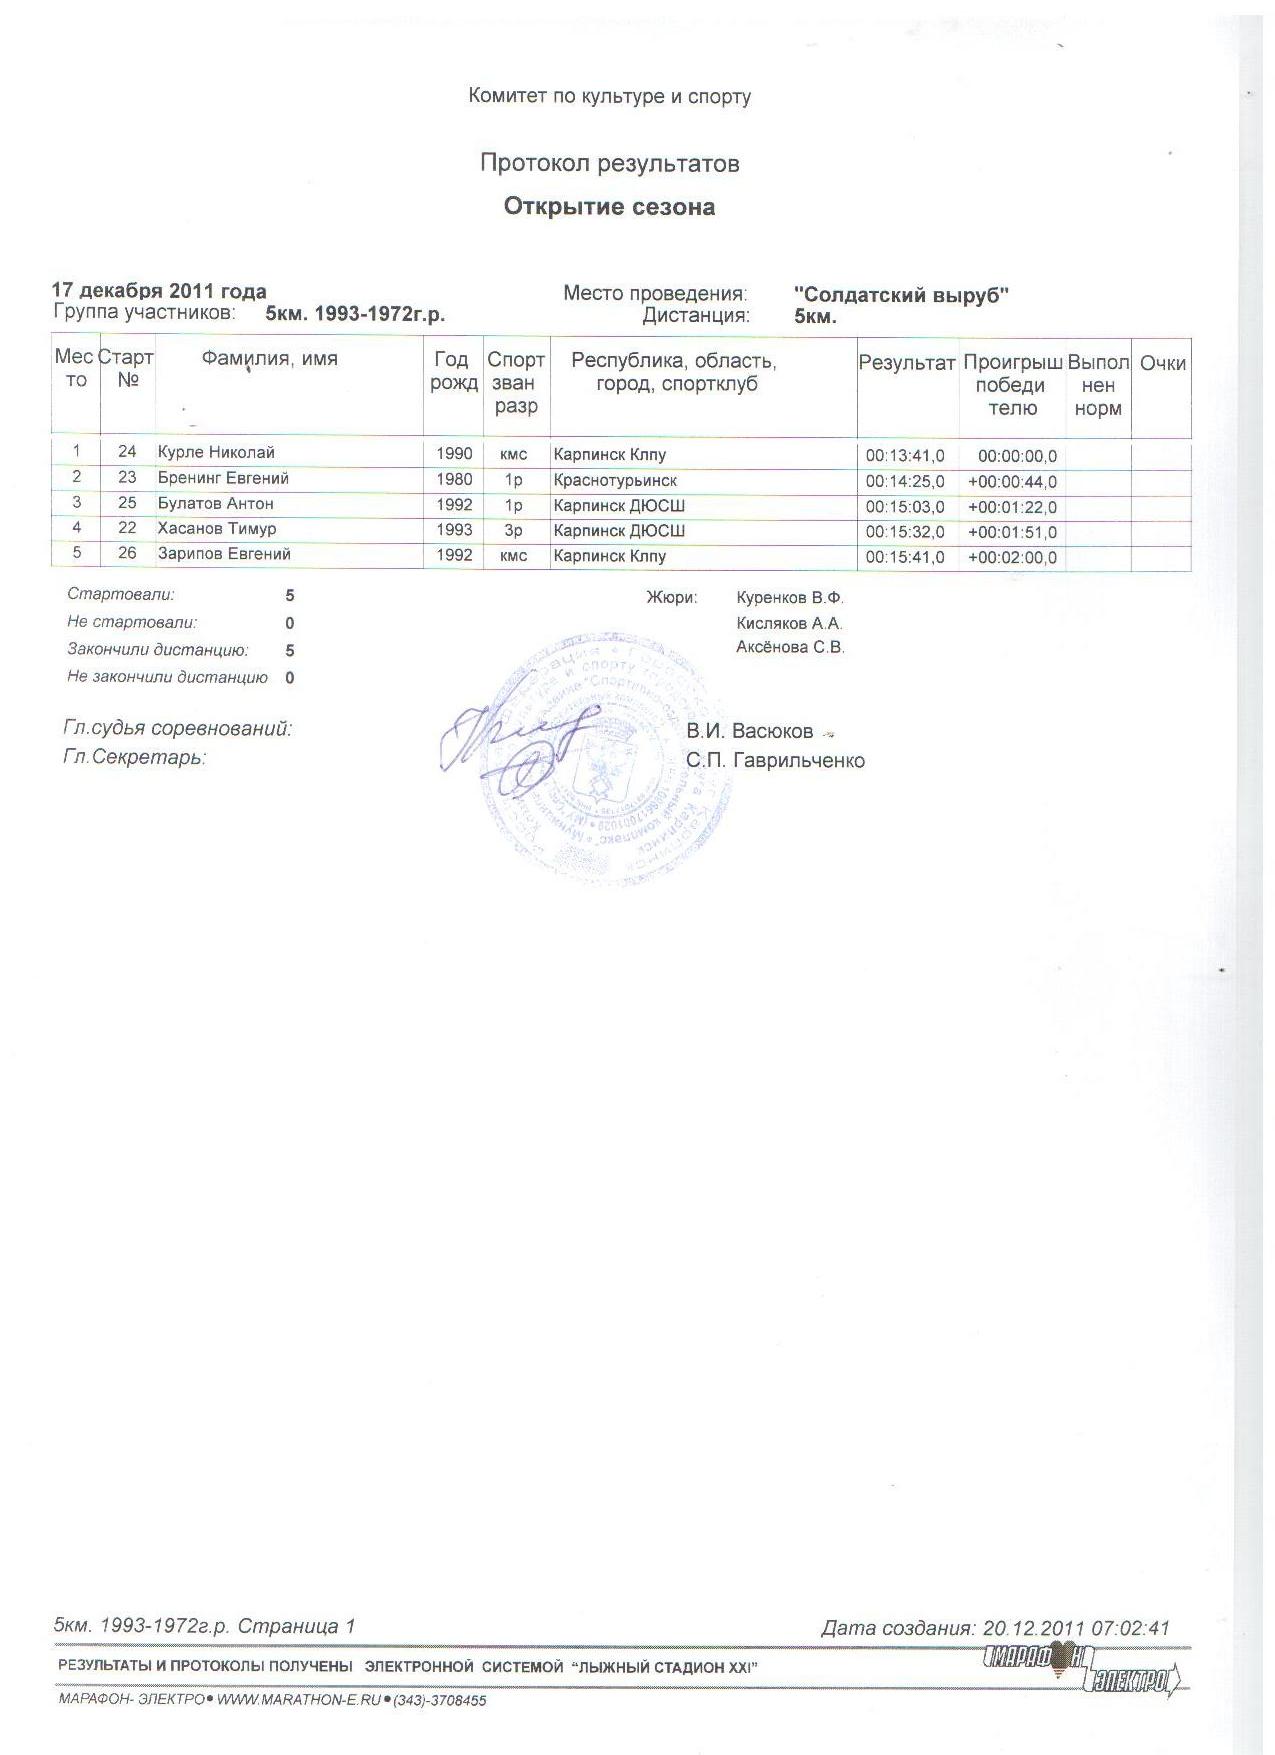 Комитет по культуре и спорту
Протокол результатов
Открытие сезона
17 декабря 2011 года Место проведения: "Солдатский выруб"
Группа участников: 5км. 1993-1972г.р. Дистанция: 5км.
Мес Старт Фамилия, имя Год Спорт Республика, область, Результат Проигрыш Выпол Очки
то № рожд зван город, спортклуб победи нен
разр телю норм
1 24 Курле Николай 1990 кмс Карпинск Клпу 00:13:41,0 00:00:00,0
2 23 Бренинг Евгений 1980 1р Краснотурьинск 00:14:25,0 +00:00:44,0
3 25 Булатов Антон 1992 1р Карпинск ДЮСШ 00:15:03,0 +00:01:22,0
4 22 Хасанов Тимур 1993 3р Карпинск ДЮСШ 00:15:32,0 +00:01:51,0
5 26 Зарипов Евгений 1992 кмс Карпинск Клпу 00:15:41,0 +00:02:00,0
Стартовали: 5 Жюри: Куренков В.Ф.
Не стартовали: 0 Кисляков А.А.
Закончили дистанцию: 5 Аксёнова С.В.
Не закончили дистанцию 0
Гл.судья соревнований: В.И. Васюков
Гл.Секретарь: С.П. Гаврильченко
5км. 1993-1972г.р. Страница 1 Дата создания: 20.12.2011 07:02:41
РЕЗУЛЬТАТЫ И ПРОТОКОЛЫ ПОЛУЧЕНЫ ЭЛЕКТРОННОЙ СИСТЕМОЙ “ЛЫЖНЫЙ СТАДИОН XXI”
МАРАФОН
ЭЛЕКТРО
МАРАФОН- ЭЛЕКТРО• WWW.MARATHON-E.RU • (343)-3708455